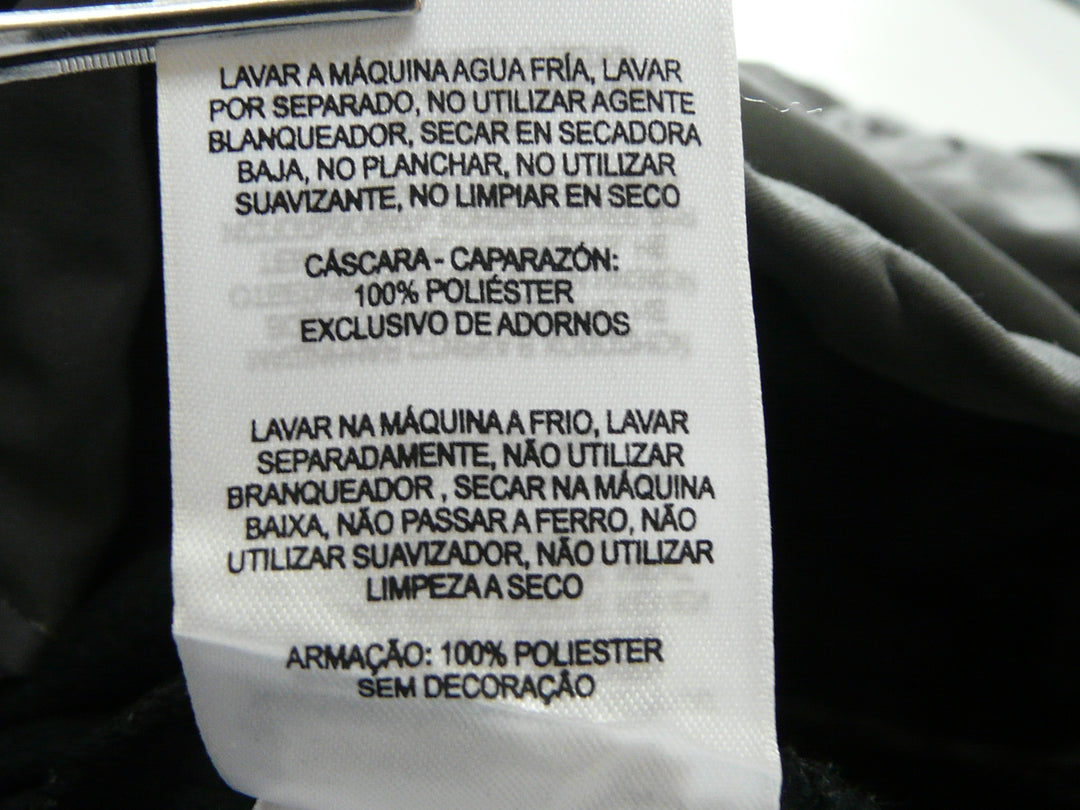 LAVAR A MÁQUINA AGUA FRÍA, LAVAR
POR SEPARADO, NO UTILIZAR AGENTE
BLANQUEADOR, SECAR EN SECADORA
BAJA, NO PLANCHAR, NO UTILIZAR
SUAVIZANTE, NO LIMPIAR EN SECO
CÁSCARA - CAPARAZÓN:
100% POLIÉSTER
EXCLUSIVO DE ADORNOS
LAVAR NA MÁQUINA A FRIO, LAVAR
SEPARADAMENTE, NÃO UTILIZAR
BRANQUEADOR , SECAR NA MÁQUINA
BAIXA, NÃO PASSAR A FERRO, NÃO
UTILIZAR SUAVIZADOR, NÃO UTILIZAR
LIMPEZA A SECO
ARMAÇÃO: 100% POLIESTER
SEM DECORAÇÃO